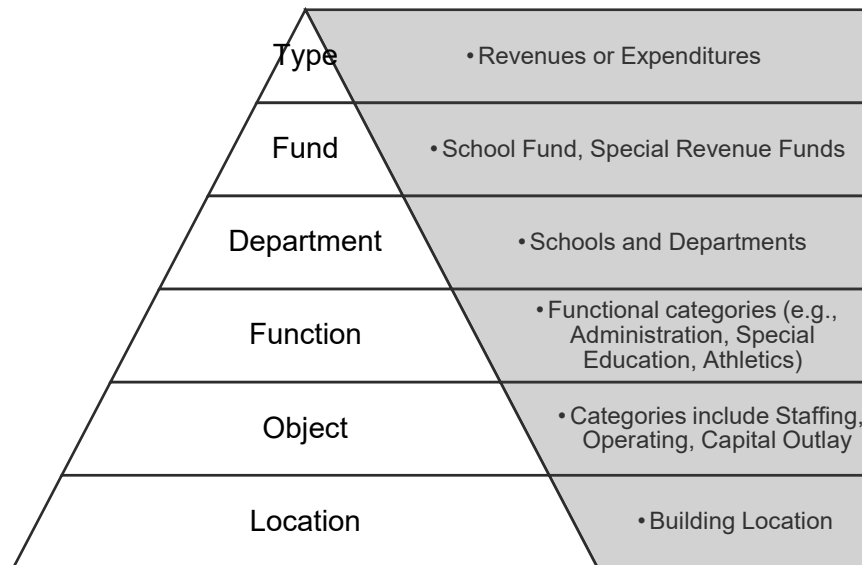 Type
• Revenues or Expenditures
Fund
• School Fund, Special Revenue Funds
Department
• Schools and Departments
Function
• Functional categories (e.g.,
Administration, Special
Education, Athletics)
Object
• Categories include Staffing,
Operating, Capital Outlay
Location
• Building Location